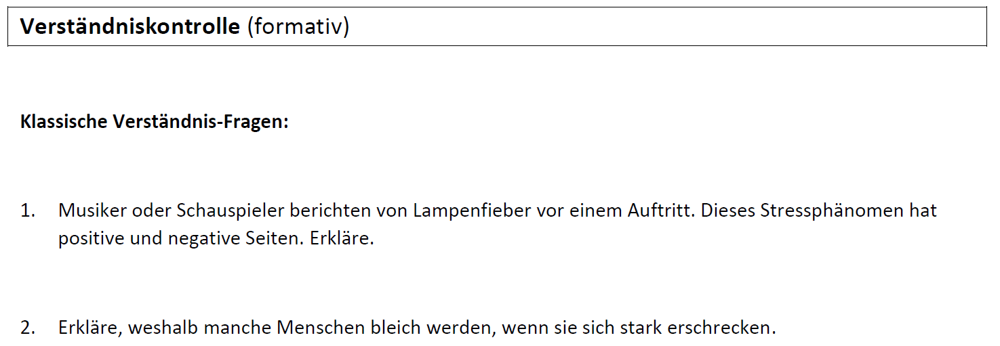 Verständniskontrolle (formativ)
Klassische Verständnis-Fragen:
1. Musiker oder Schauspieler berichten von Lampenfieber vor einem Auftritt. Dieses Stressphänomen hat
positive und negative Seiten. Erkläre.
2. Erkläre, weshalb manche Menschen bleich werden, wenn sie sich stark erschrecken.